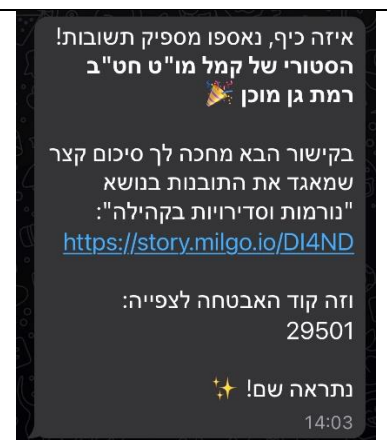 איזה כיף, נאספו מספיק תשובות!
הסטורי של קמל מו"ט חט"ב
רמת גן מוכן 🎉
בקישור הבא מחכה לך סיכום קצר
שמאגד את התובנות בנושא
"נורמות וסדירויות בקהילה":
https://story.milgo.io/DI4ND
וזה קוד האבטחה לצפייה:
29501
נתראה שם! ✨
14:03